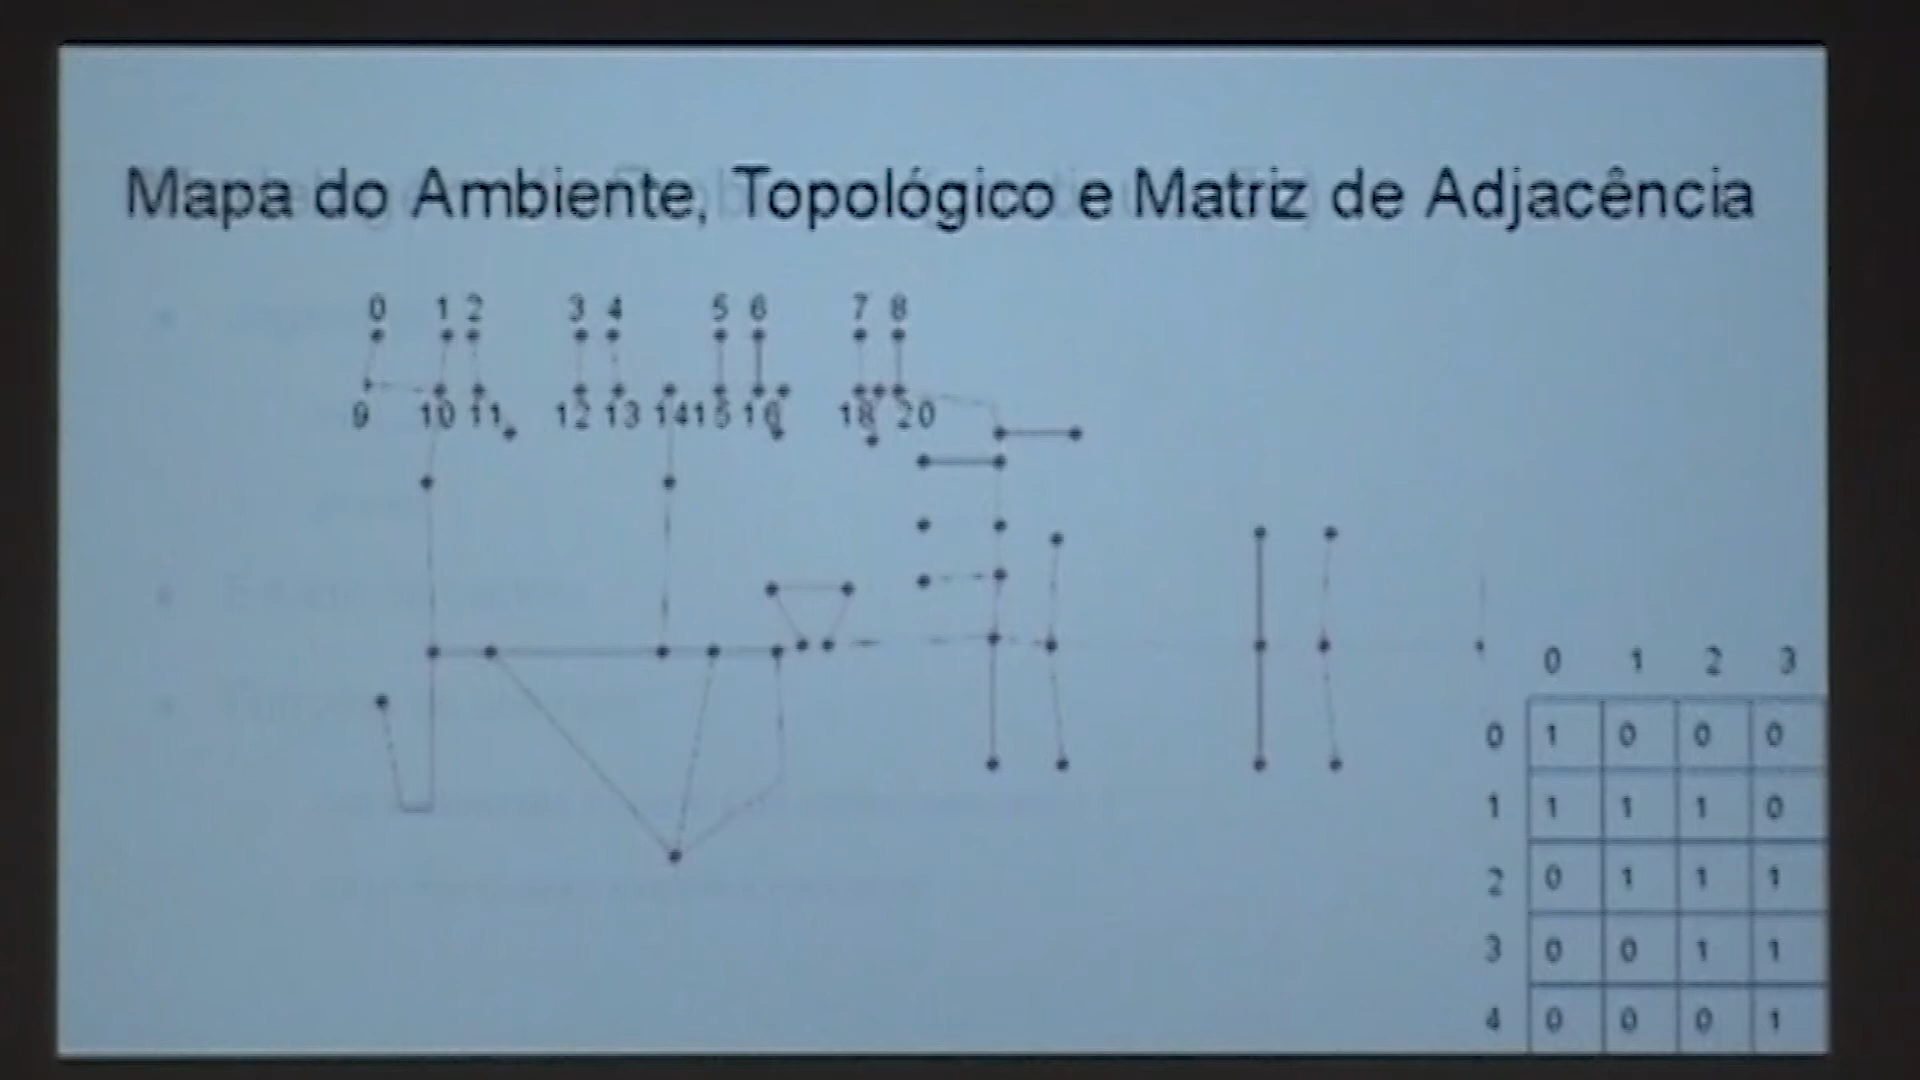 Mapa do Ambiente, Topológico e Matriz de Adjacência
0 1 2 3 4 5 6 7 8
9 10 11 12 13 14 15 16 18 20
0 1 2 3
0 1 0 0 0
1 1 1 1 0
2 0 1 1 1
3 0 0 1 1
4 0 0 0 1